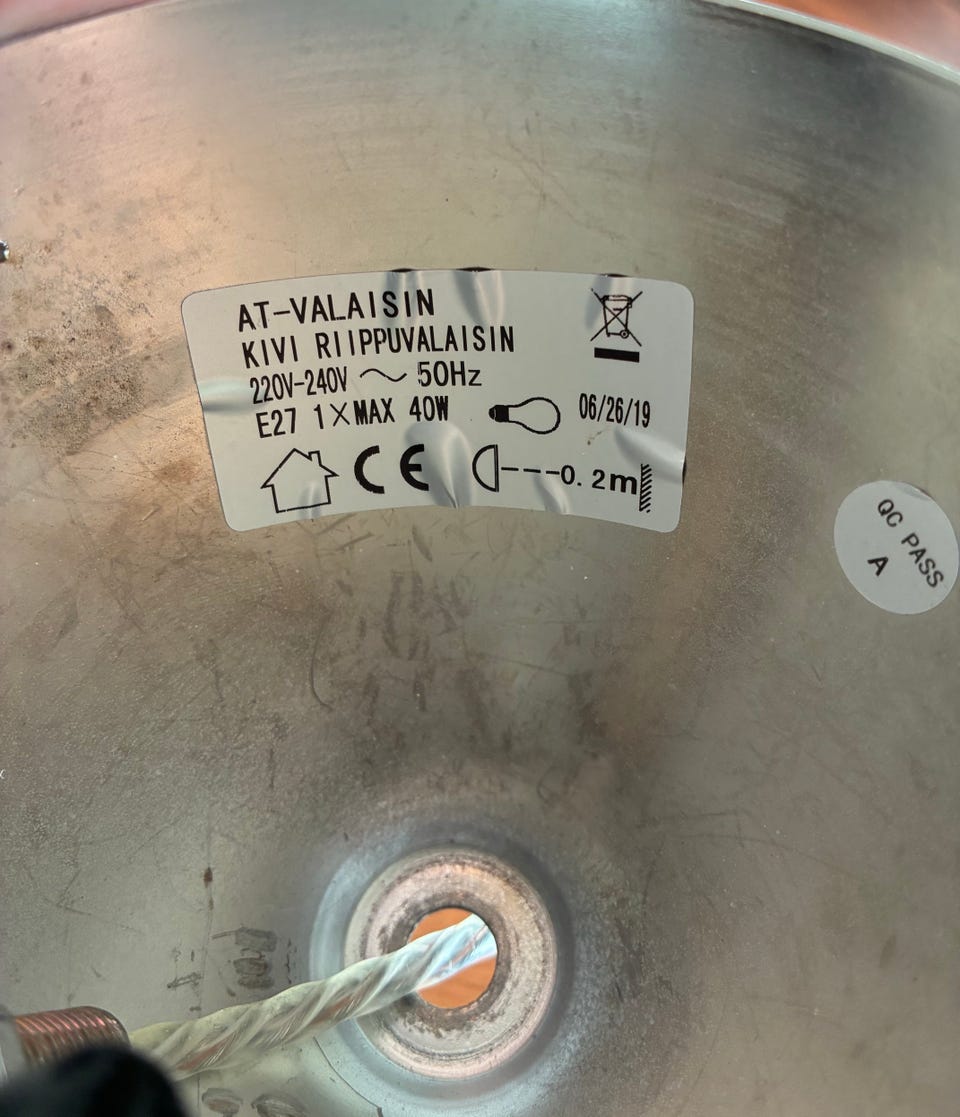 AT-VALAISIN
KIVI RIIPPUVALAISIN
220V-240V ~ 50Hz
E27 1×MAX 40W
06/26/19
CE
0.2m
QC PASS
A